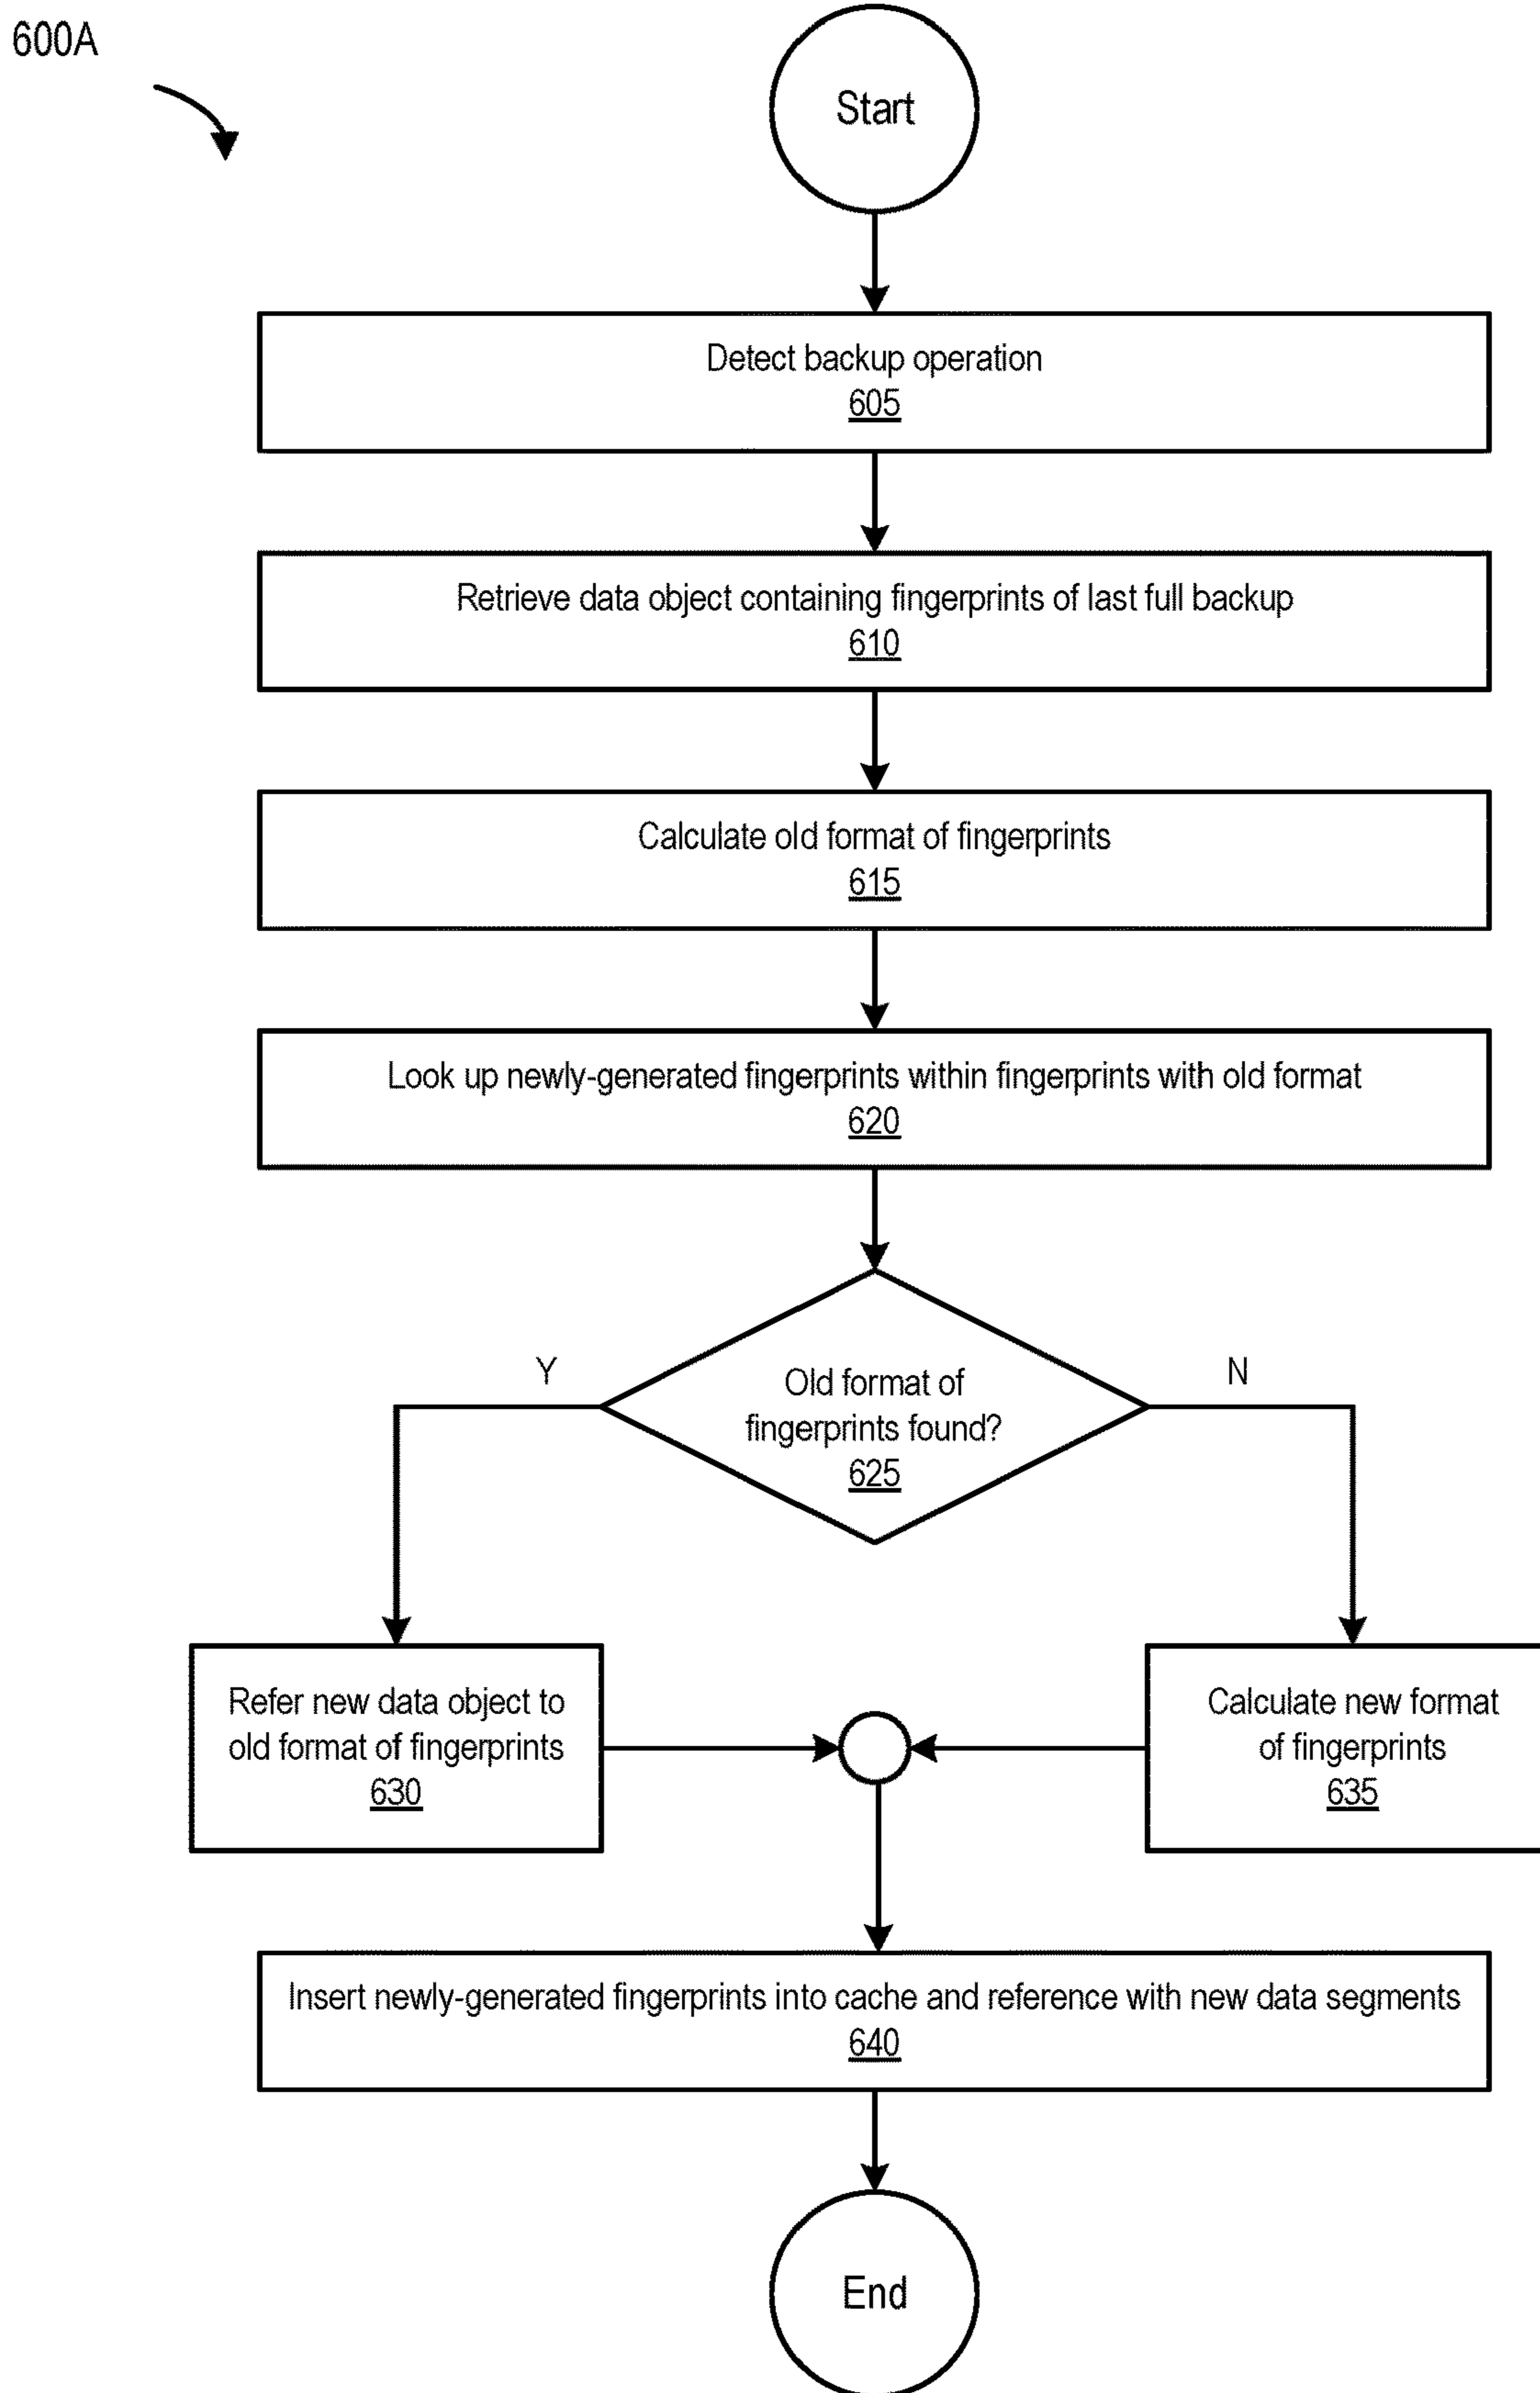 600A
Start
Detect backup operation
605
Retrieve data object containing fingerprints of last full backup
610
Calculate old format of fingerprints
615
Look up newly-generated fingerprints within fingerprints with old format
620
Old format of
fingerprints found?
625
Y
N
Refer new data object to
old format of fingerprints
630
Calculate new format
of fingerprints
635
Insert newly-generated fingerprints into cache and reference with new data segments
640
End